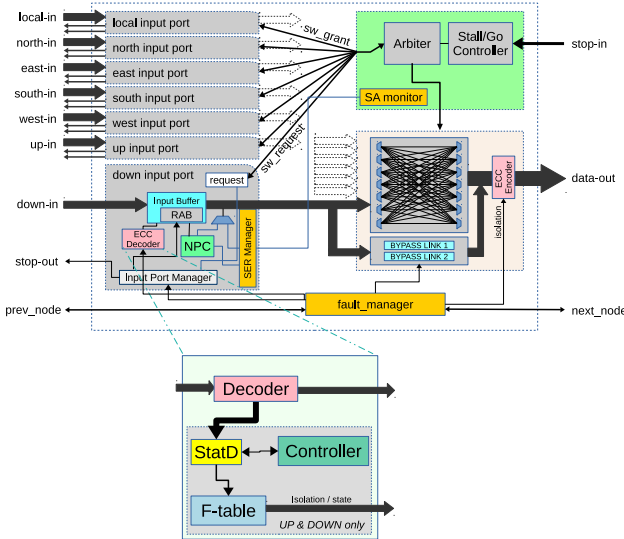 local-in
local input port
sw_grant
Arbiter
Stall/Go
Controller
stop-in
north-in
north input port
east-in
east input port
south-in
south input port
SA monitor
west-in
west input port
up-in
up input port
sw_request
down input port
request
down-in
Input Buffer
RAB
ECC
Decoder
NPC
SER Manager
stop-out
Input Port Manager
BYPASS LINK 1
BYPASS LINK 2
ECC
Encoder
isolation
data-out
prev_node
fault_manager
next_node
Decoder
StatD
Controller
F-table
Isolation / state
UP & DOWN only